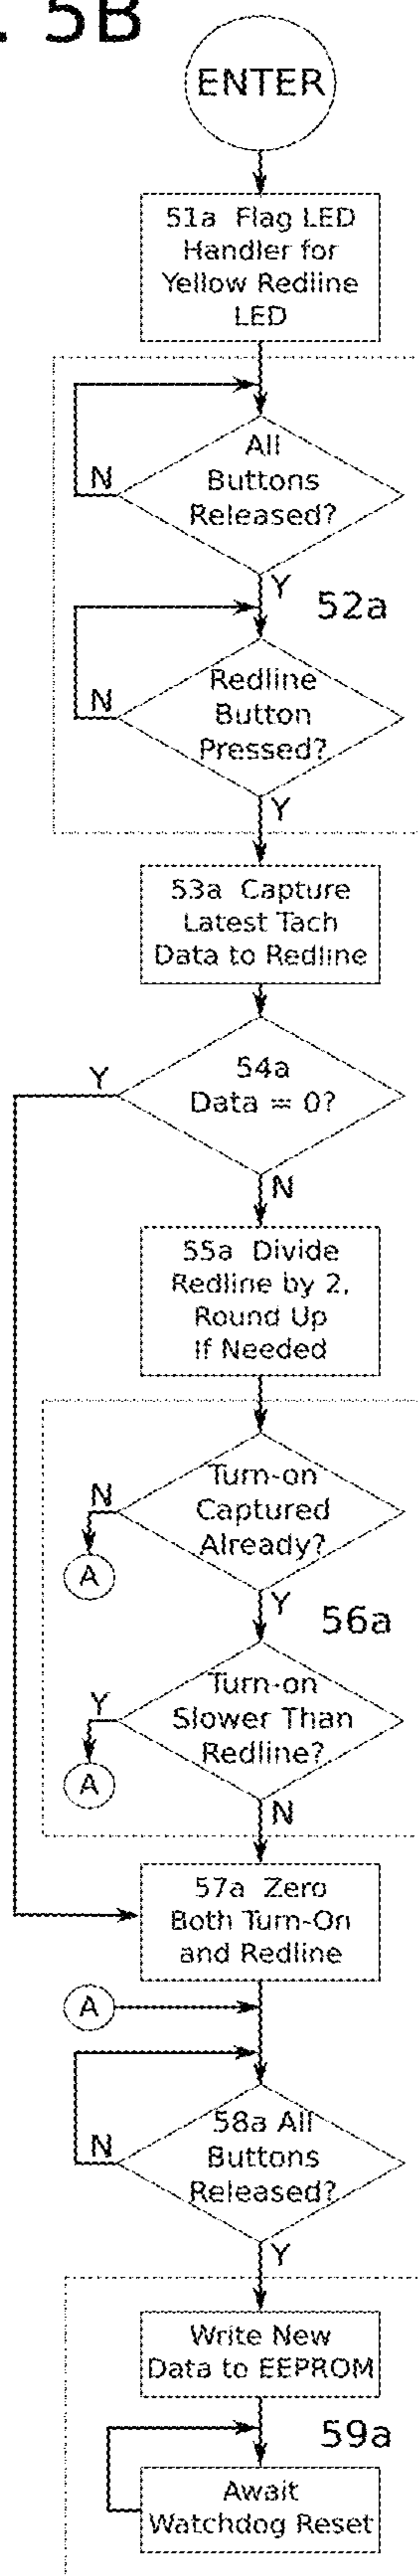 . 5B
ENTER
51a Flag LED
Handler for
Yellow Redline
LED
All
Buttons
Released?
N
Y
52a
Redline
Button
Pressed?
N
Y
53a Capture
Latest Tach
Data to Redline
54a
Data = 0?
Y
N
55a Divide
Redline by 2,
Round Up
If Needed
Turn-on
Captured
Already?
N
A
Y
56a
Turn-on
Slower Than
Redline?
Y
A
N
57a Zero
Both Turn-On
and Redline
A
58a All
Buttons
Released?
N
Y
Write New
Data to EEPROM
59a
Await
Watchdog Reset